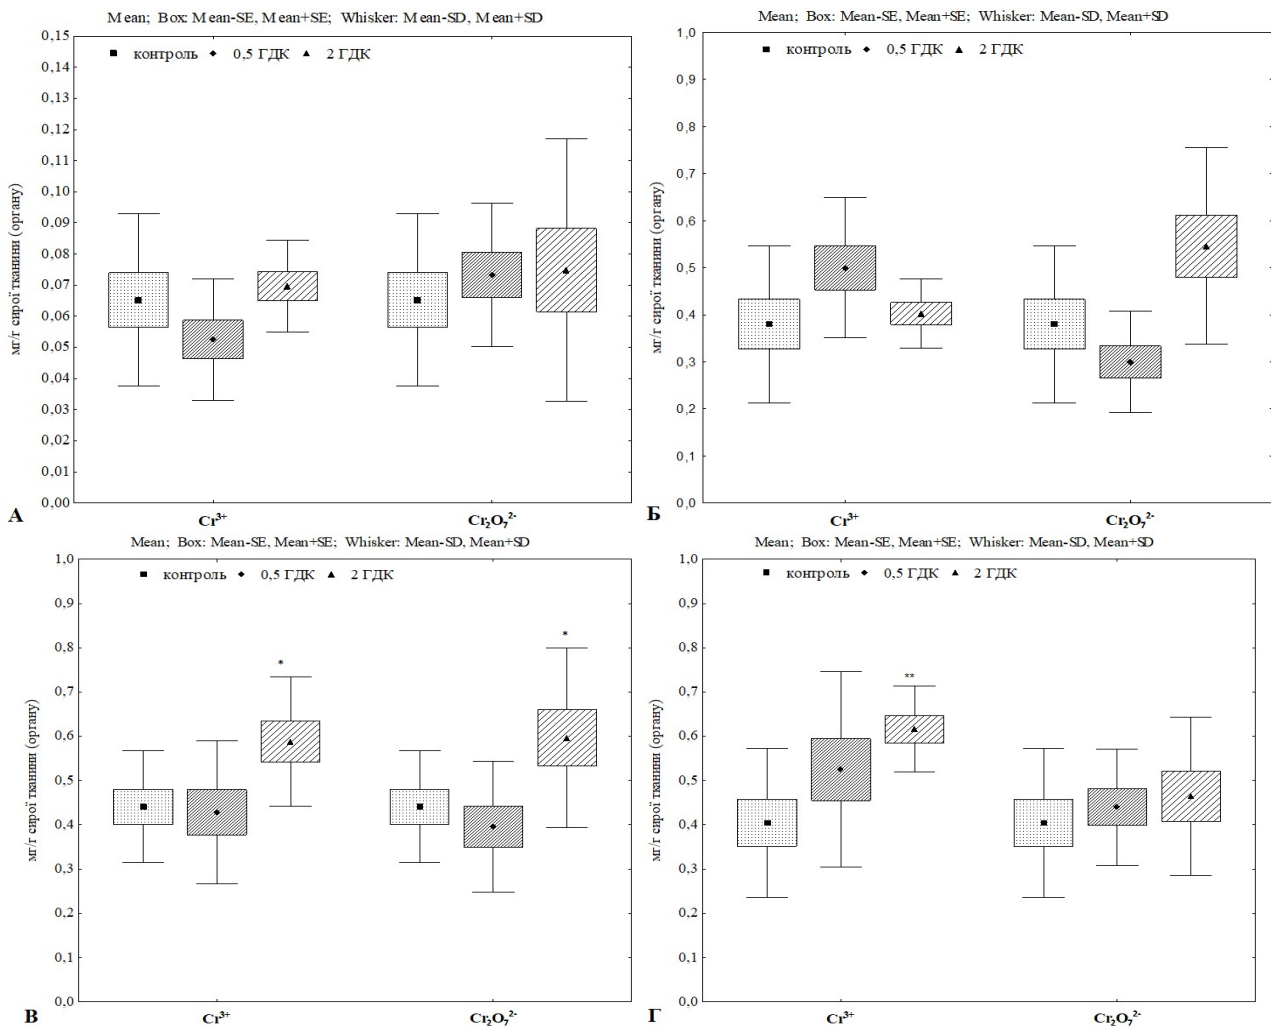 Mean; Box: Mean-SE, Mean+SE; Whisker: Mean-SD, Mean+SD
контроль 0,5 ГДК 2 ГДК
мг/г сирої тканини (органу)
0,15
0,14
0,13
0,12
0,11
0,10
0,09
0,08
0,07
0,06
0,05
0,04
0,03
0,02
0,01
0,00
А
Cr³⁺ Cr₂O₇²⁻
Mean; Box: Mean-SE, Mean+SE; Whisker: Mean-SD, Mean+SD
контроль 0,5 ГДК 2 ГДК
мг/г сирої тканини (органу)
1,0
0,9
0,8
0,7
0,6
0,5
0,4
0,3
0,2
0,1
0,0
Б
Cr³⁺ Cr₂O₇²⁻
Mean; Box: Mean-SE, Mean+SE; Whisker: Mean-SD, Mean+SD
контроль 0,5 ГДК 2 ГДК
мг/г сирої тканини (органу)
1,0
0,9
0,8
0,7
0,6
0,5
0,4
0,3
0,2
0,1
0,0
* *
В
Cr³⁺ Cr₂O₇²⁻
Mean; Box: Mean-SE, Mean+SE; Whisker: Mean-SD, Mean+SD
контроль 0,5 ГДК 2 ГДК
мг/г сирої тканини (органу)
1,0
0,9
0,8
0,7
0,6
0,5
0,4
0,3
0,2
0,1
0,0
**
Г
Cr³⁺ Cr₂O₇²⁻